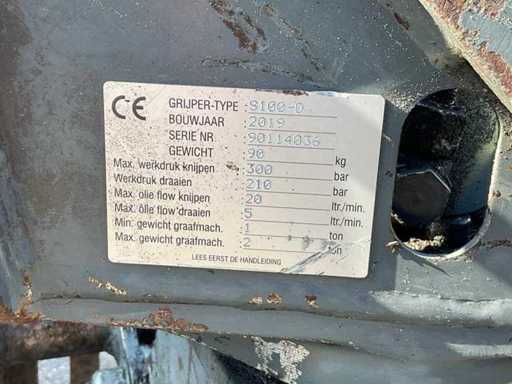 CE GRIJPER-TYPE :S100-D
BOUWJAAR :2019
SERIE NR :90114036
GEWICHT :90 kg
Max. werkdruk knijpen :300 bar
Werkdruk draaien :210 bar
Max. olie flow knijpen :20 ltr./min.
Max. olie flow draaien :5 ltr./min.
Min. gewicht graafmach. :1 ton
Max. gewicht graafmach. :2 ton
LEES EERST DE HANDLEIDING